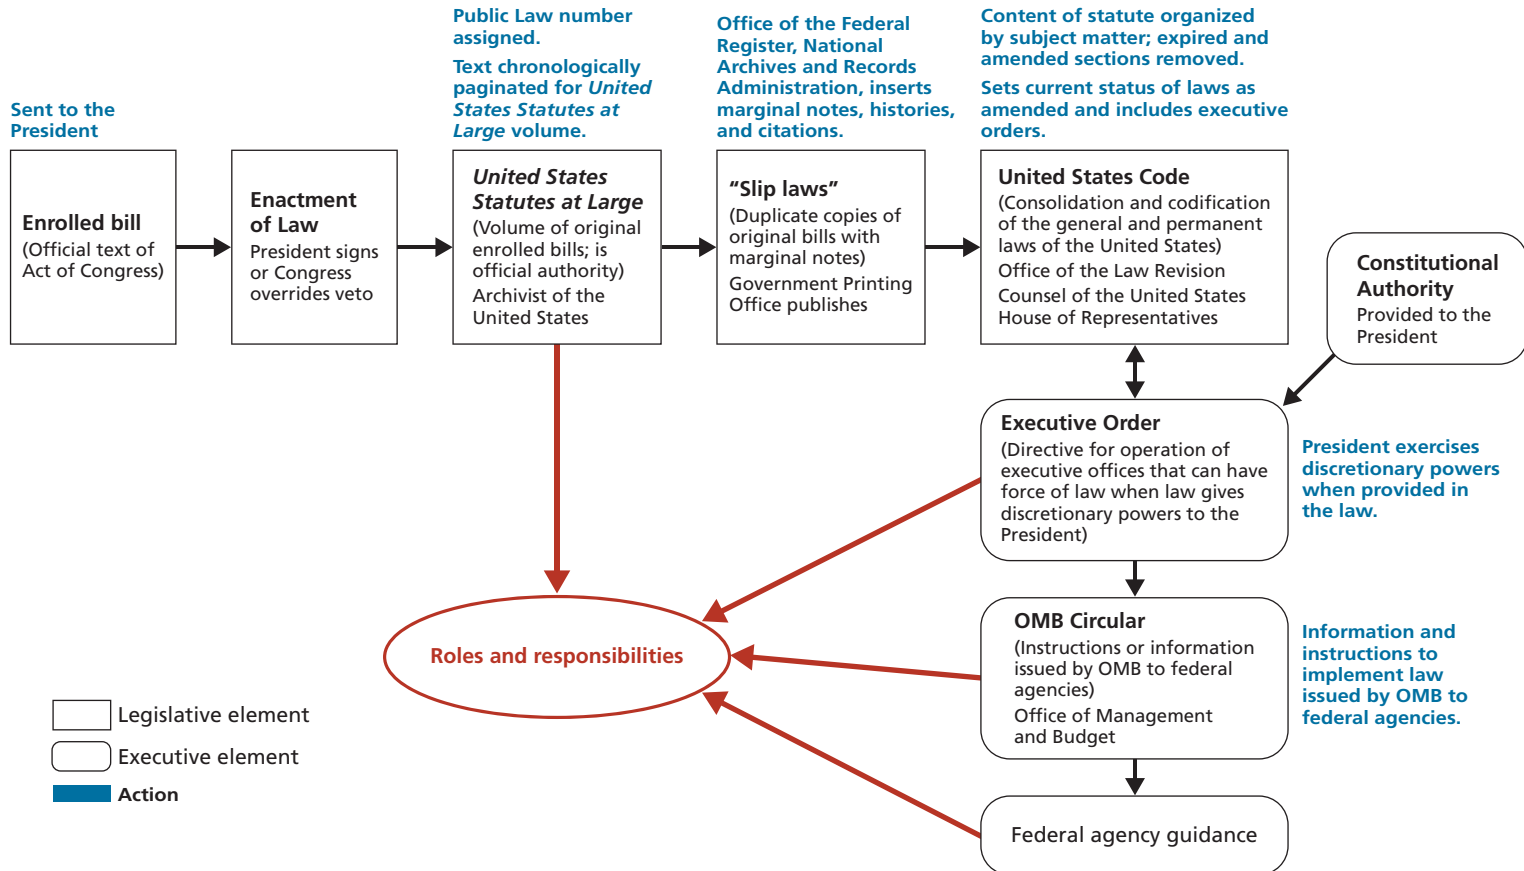 Sent to the
President
Public Law number
assigned.
Text chronologically
paginated for United
States Statutes at
Large volume.
Office of the Federal
Register, National
Archives and Records
Administration, inserts
marginal notes, histories,
and citations.
Content of statute organized
by subject matter; expired and
amended sections removed.
Sets current status of laws as
amended and includes executive
orders.
Enrolled bill
(Official text of
Act of Congress)
Enactment
of Law
President signs
or Congress
overrides veto
United States
Statutes at Large
(Volume of original
enrolled bills; is
official authority)
Archivist of the
United States
“Slip laws”
(Duplicate copies of
original bills with
marginal notes)
Government Printing
Office publishes
United States Code
(Consolidation and codification
of the general and permanent
laws of the United States)
Office of the Law Revision
Counsel of the United States
House of Representatives
Constitutional
Authority
Provided to the
President
Executive Order
(Directive for operation of
executive offices that can have
force of law when law gives
discretionary powers to the
President)
President exercises
discretionary powers
when provided in
the law.
Roles and responsibilities
OMB Circular
(Instructions or information
issued by OMB to federal
agencies)
Office of Management
and Budget
Information and
instructions to
implement law
issued by OMB to
federal agencies.
Federal agency guidance
Legislative element
Executive element
Action